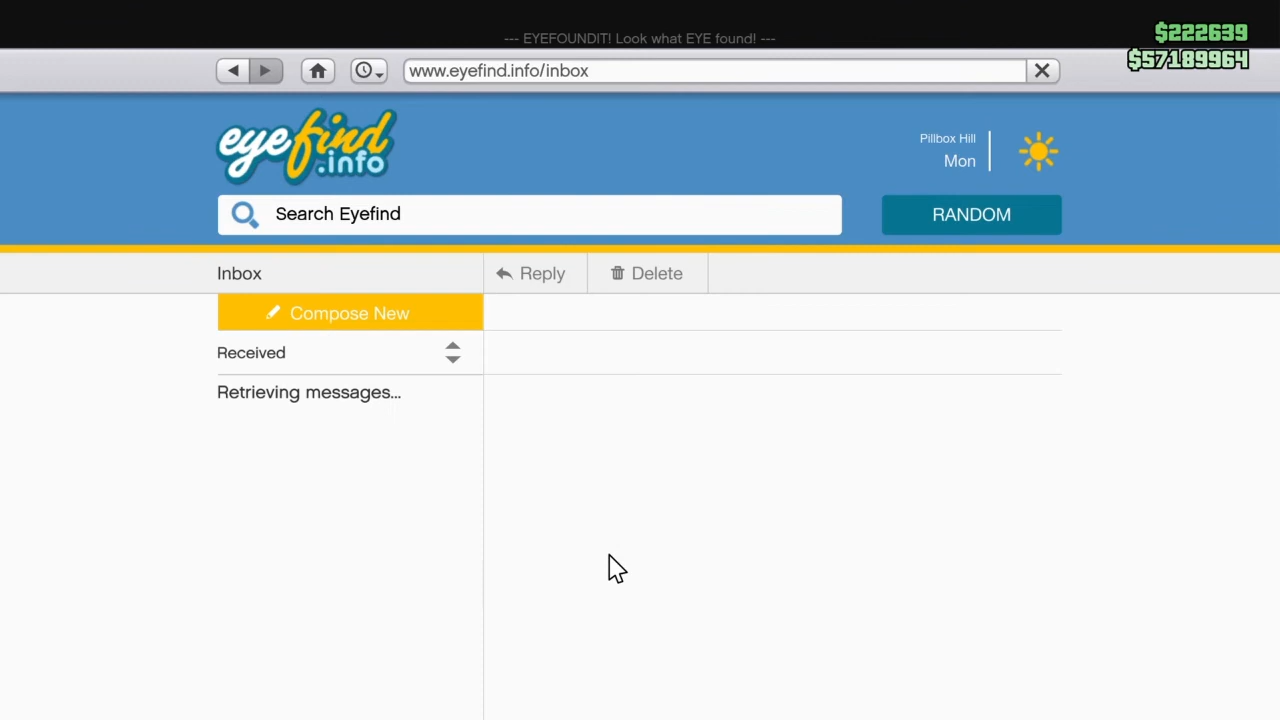 --- EYEFOUNDIT! Look what EYE found! ---
$222639
$57189964
www.eyefind.info/inbox
eyefind
.info
Pillbox Hill
Mon
Search Eyefind
RANDOM
Inbox
Reply
Delete
Compose New
Received
Retrieving messages...